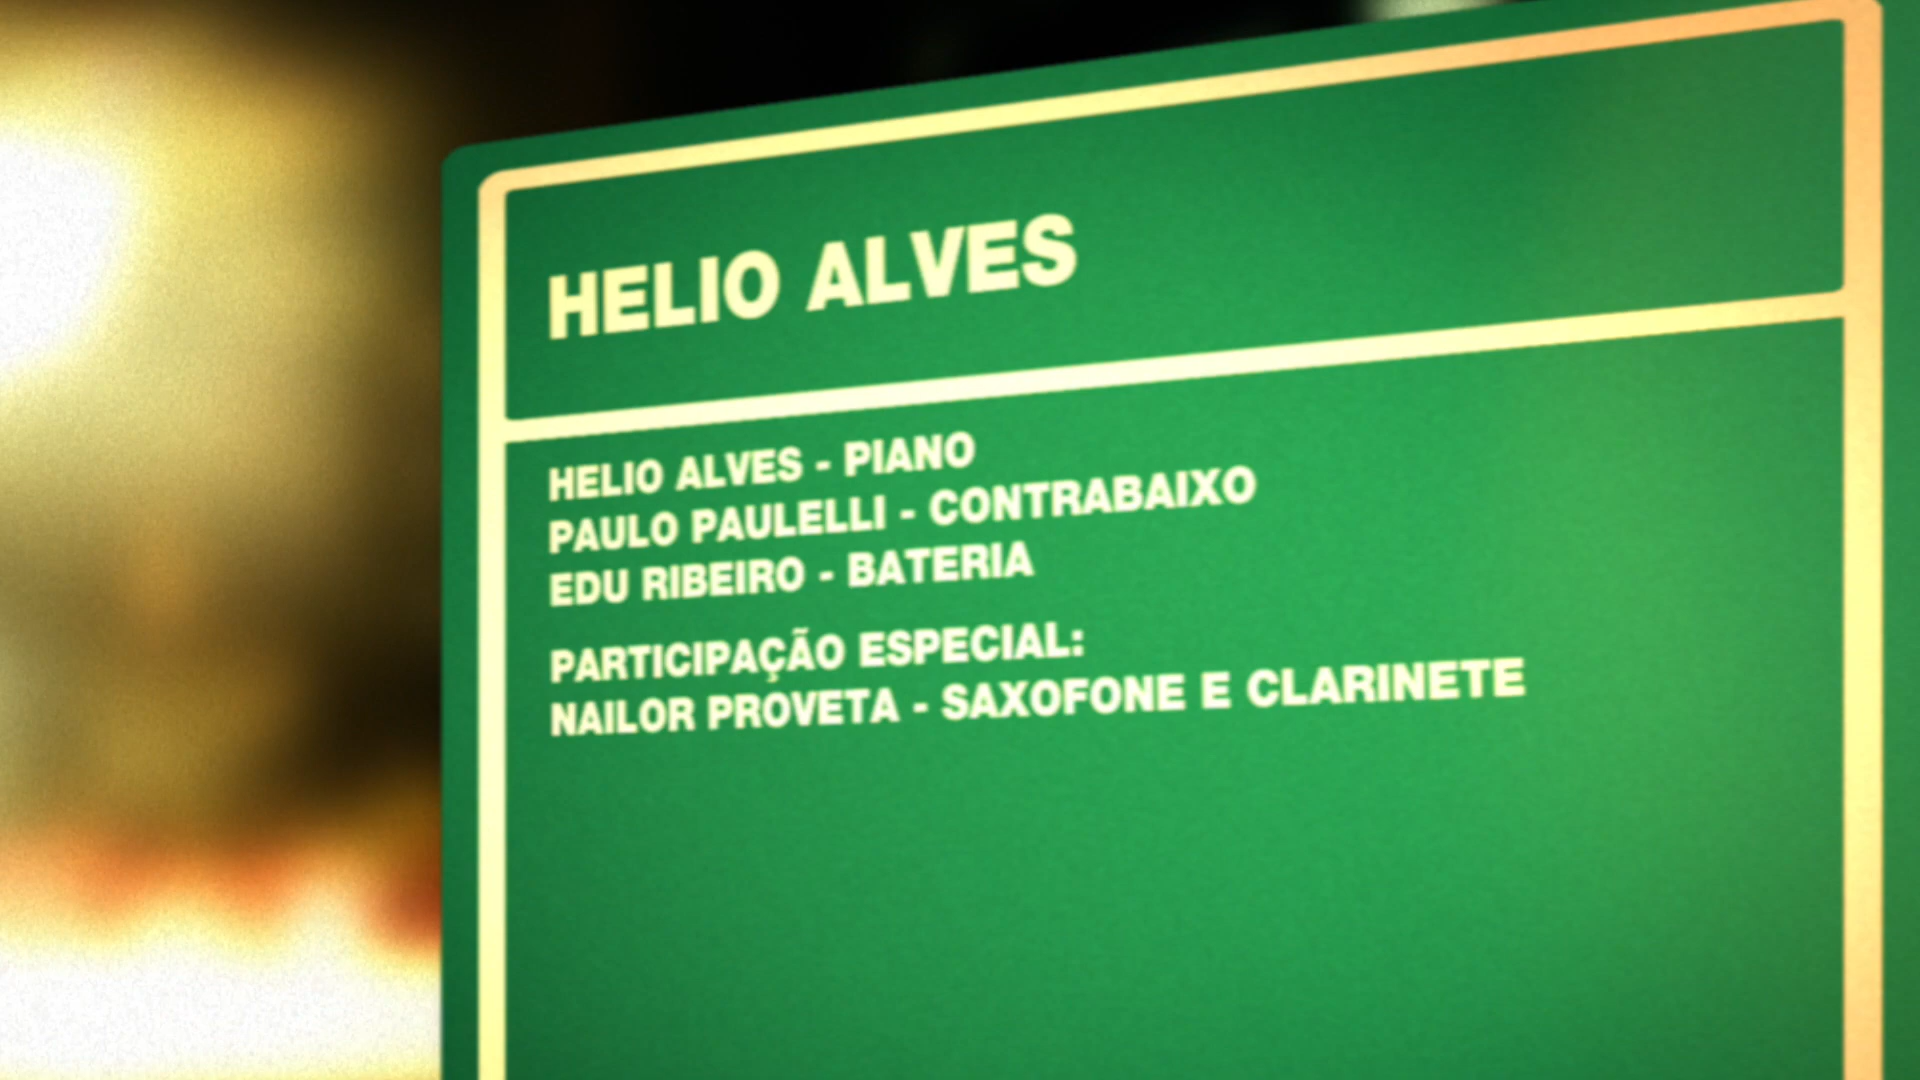 HELIO ALVES
HELIO ALVES - PIANO
PAULO PAULELLI - CONTRABAIXO
EDU RIBEIRO - BATERIA
PARTICIPAÇÃO ESPECIAL:
NAILOR PROVETA - SAXOFONE E CLARINETE